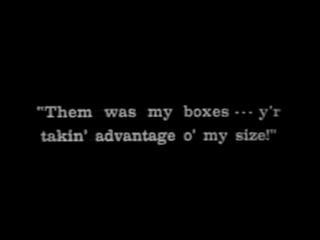 "Them was my boxes --- y'r
takin' advantage o' my size!"